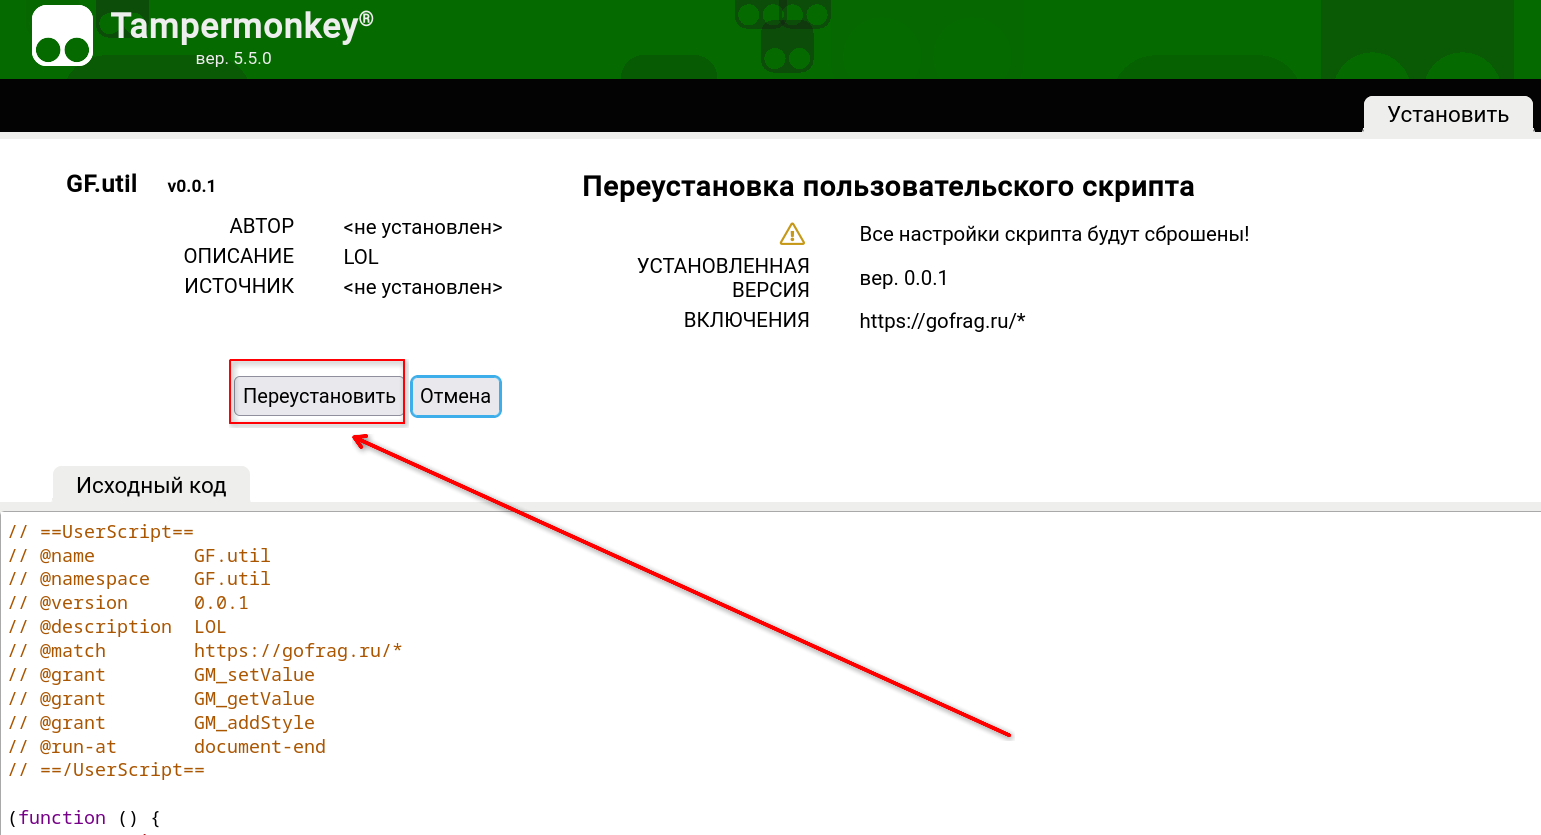 Tampermonkey®
вер. 5.5.0
Установить
GF.util v0.0.1
АВТОР <не установлен>
ОПИСАНИЕ LOL
ИСТОЧНИК <не установлен>
Переустановка пользовательского скрипта
Все настройки скрипта будут сброшены!
УСТАНОВЛЕННАЯ
ВЕРСИЯ
вер. 0.0.1
ВКЛЮЧЕНИЯ https://gofrag.ru/*
Переустановить Отмена
Исходный код
// ==UserScript==
// @name GF.util
// @namespace GF.util
// @version 0.0.1
// @description LOL
// @match https://gofrag.ru/*
// @grant GM_setValue
// @grant GM_getValue
// @grant GM_addStyle
// @run-at document-end
// ==/UserScript==
(function () {